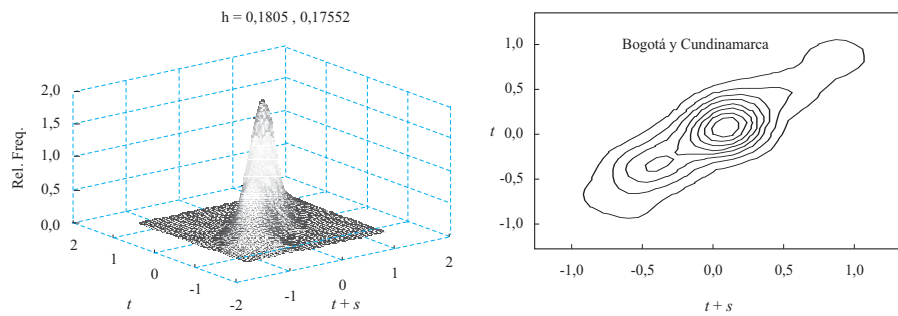 h = 0,1805 , 0,17552
Rel. Freq.
2,0
1,5
1,0
0,5
0,0
2
1
0
-1
-2
t
-1
0
1
2
t + s
Bogotá y Cundinamarca
t
1,0
0,5
0,0
-0,5
-1,0
-1,0 -0,5 0,0 0,5 1,0
t + s